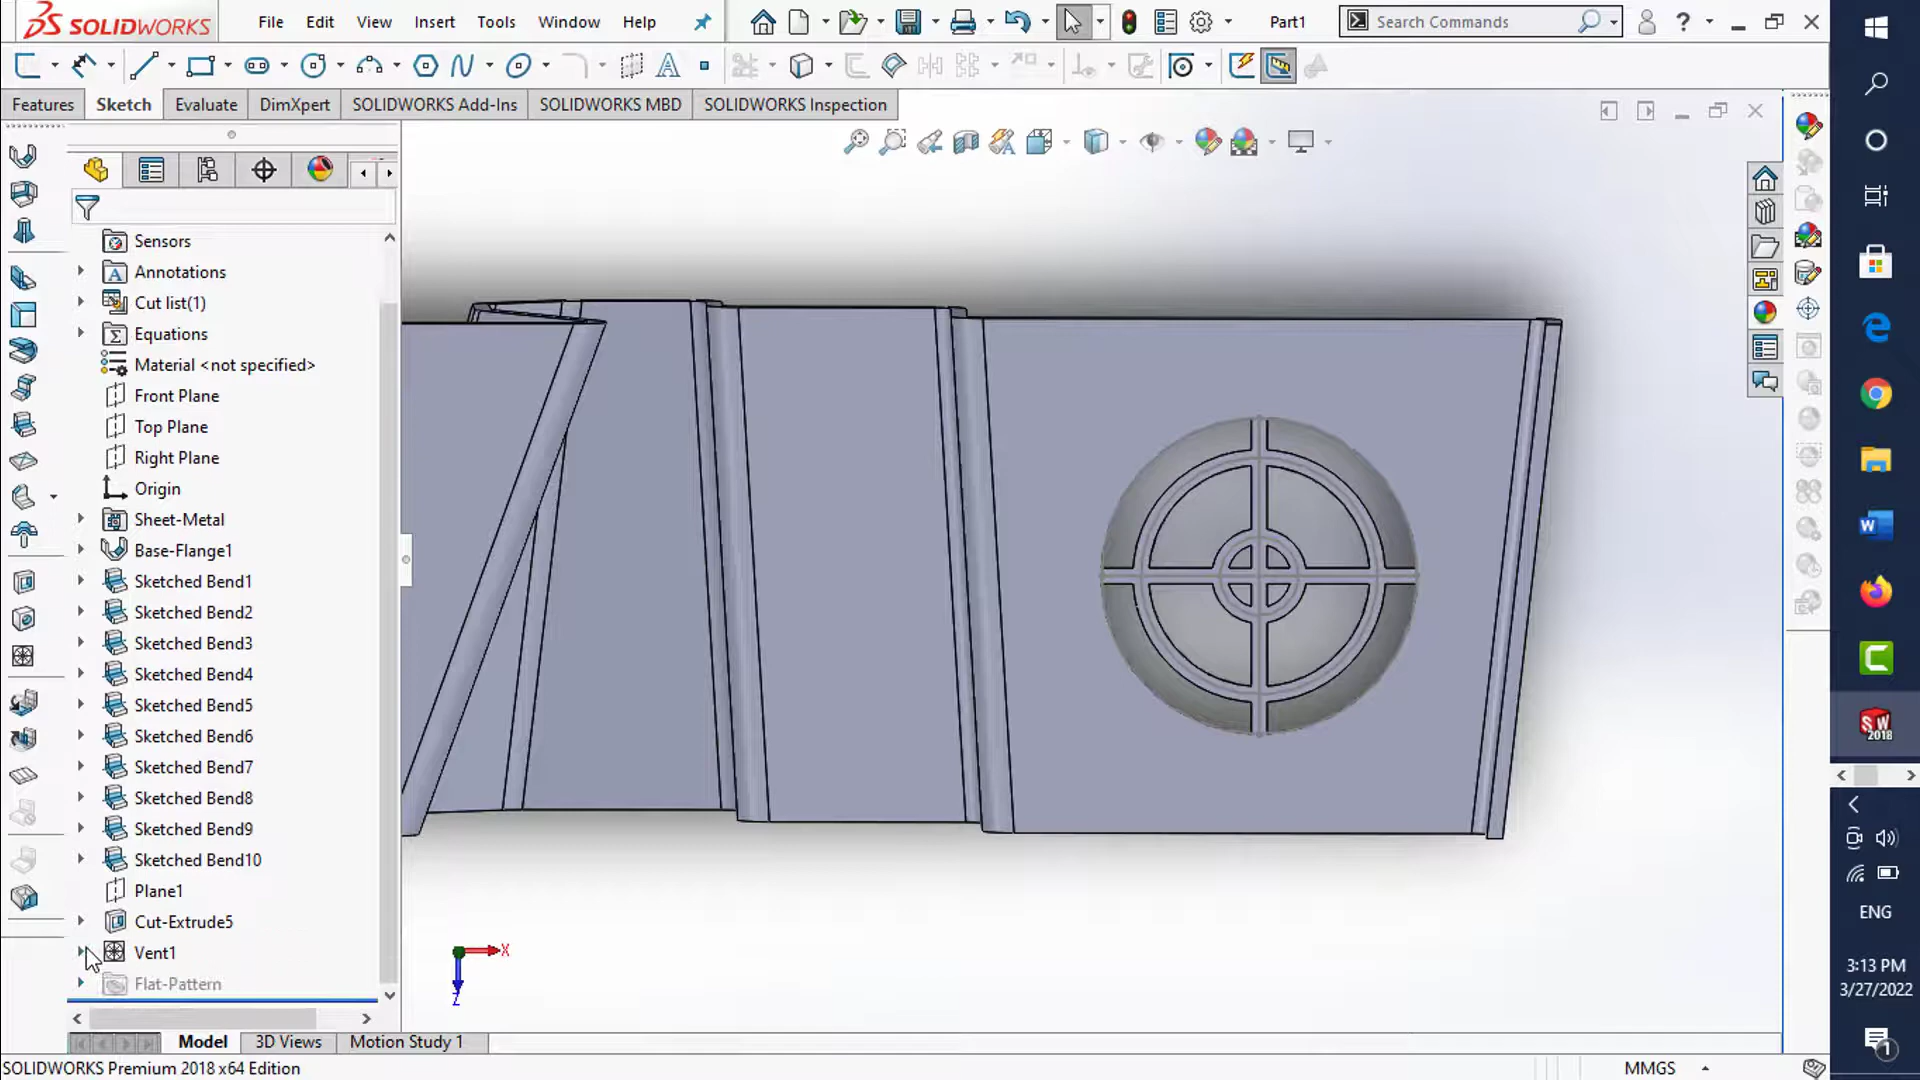 SOLIDWORKS
File Edit View Insert Tools Window Help
Part1
Search Commands
Features Sketch Evaluate DimXpert SOLIDWORKS Add-Ins SOLIDWORKS MBD SOLIDWORKS Inspection
Sensors
Annotations
Cut list(1)
Equations
Material <not specified>
Front Plane
Top Plane
Right Plane
Origin
Sheet-Metal
Base-Flange1
Sketched Bend1
Sketched Bend2
Sketched Bend3
Sketched Bend4
Sketched Bend5
Sketched Bend6
Sketched Bend7
Sketched Bend8
Sketched Bend9
Sketched Bend10
Plane1
Cut-Extrude5
Vent1
Flat-Pattern
X
Z
Model 3D Views Motion Study 1
SOLIDWORKS Premium 2018 x64 Edition
MMGS
SW
2018
ENG
3:13 PM
3/27/2022
1